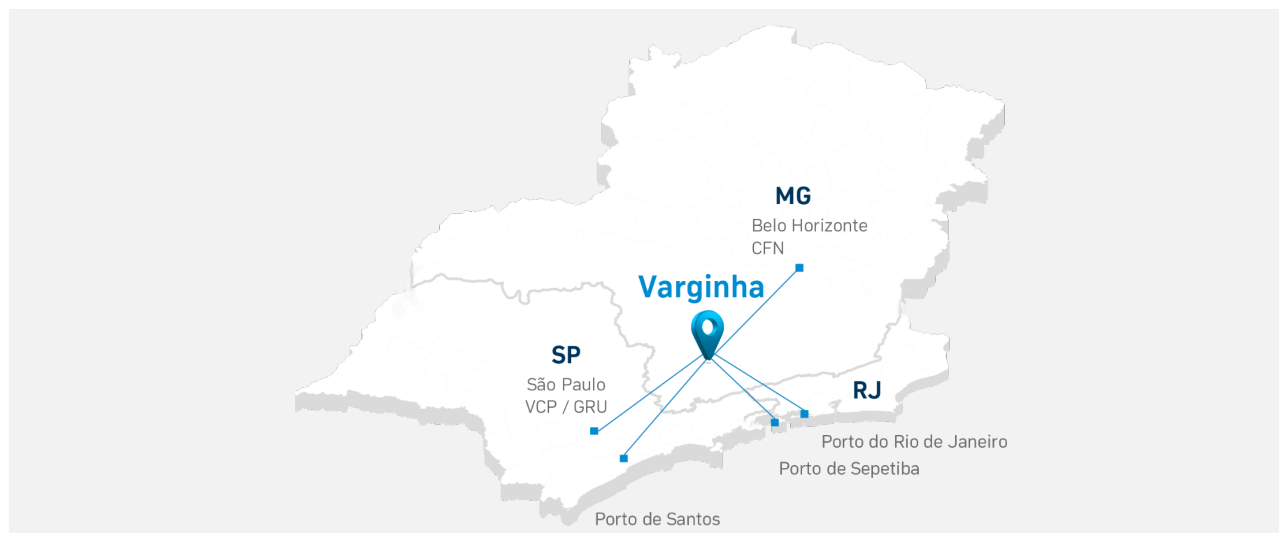 MG
Belo Horizonte
CFN
Varginha
SP
São Paulo
VCP / GRU
RJ
Porto do Rio de Janeiro
Porto de Sepetiba
Porto de Santos